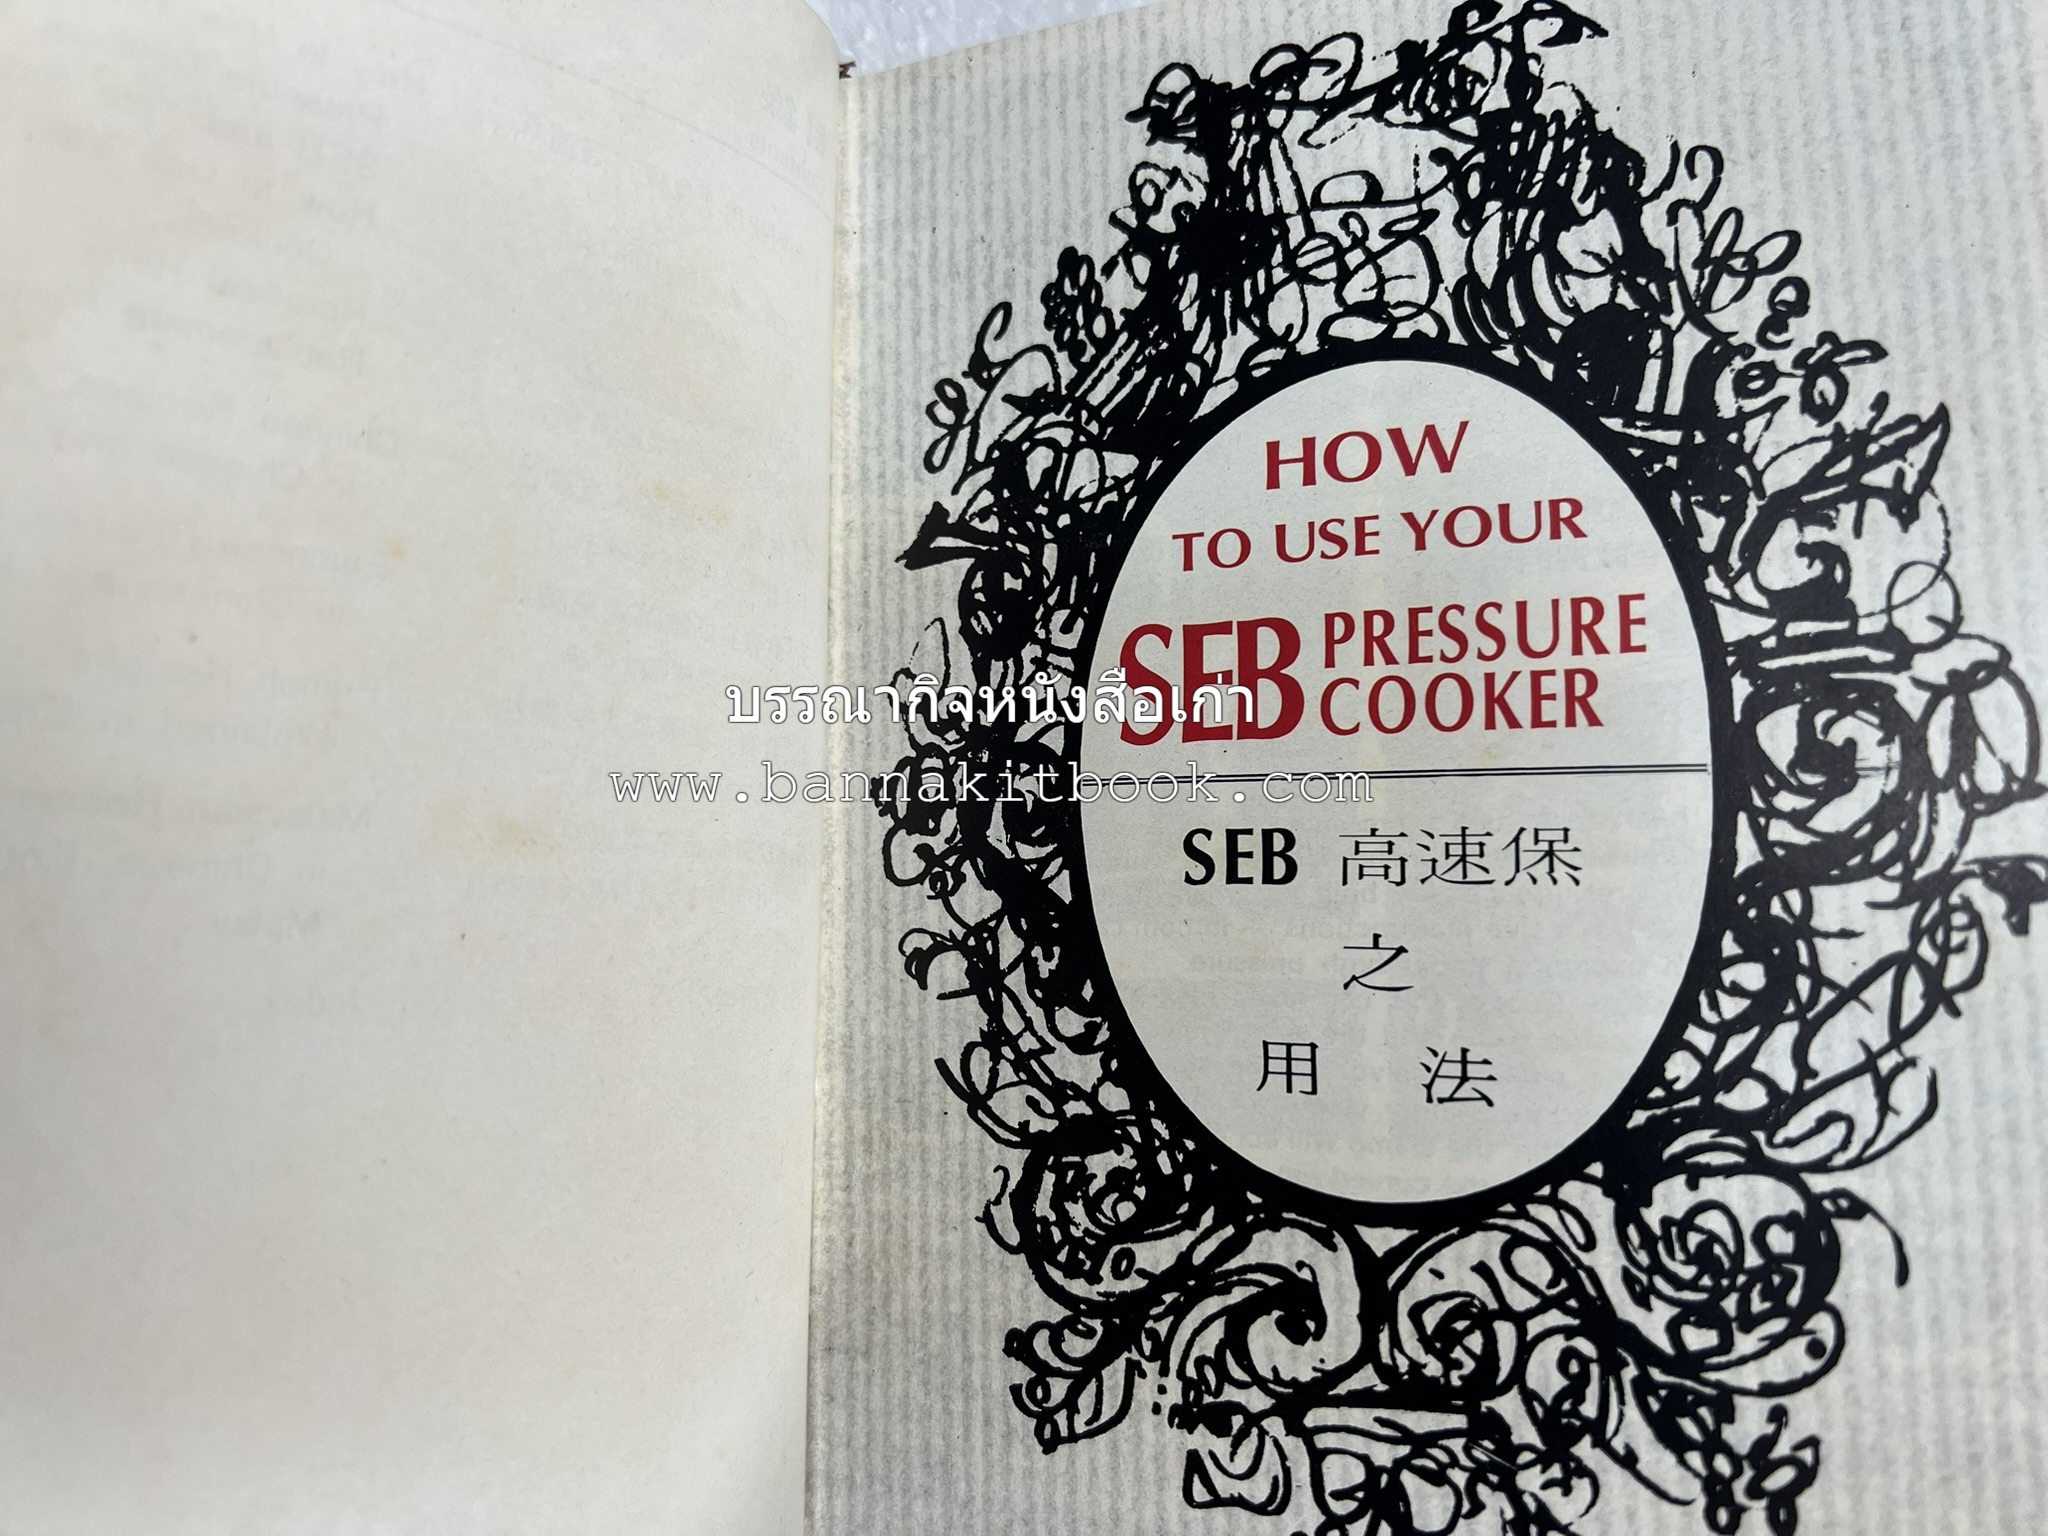 HOW
TO USE YOUR
SEB PRESSURE
COOKER
บรรณากิจหนังสือเก่า
www.bannakitbook.com
SEB 高速煲
之
用 法